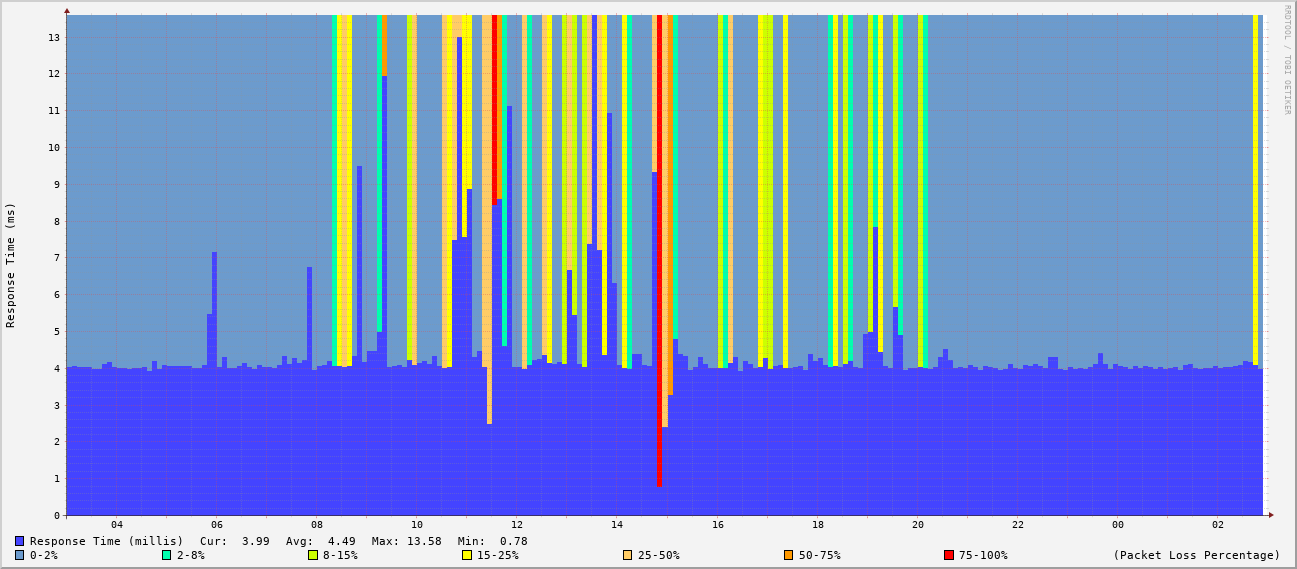 RRDTOOL / TOBI OETIKER
Response Time (ms)
13
12
11
10
9
8
7
6
5
4
3
2
1
0
04 06 08 10 12 14 16 18 20 22 00 02
Response Time (millis) Cur: 3.99 Avg: 4.49 Max: 13.58 Min: 0.78
0-2% 2-8% 8-15% 15-25% 25-50% 50-75% 75-100% (Packet Loss Percentage)